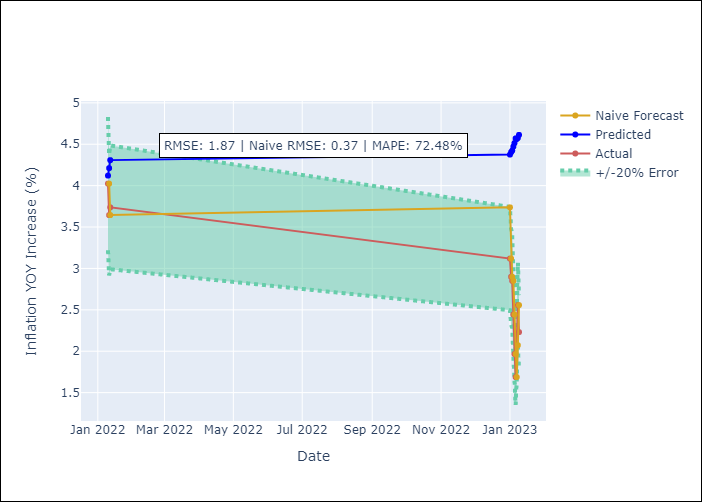 RMSE: 1.87 | Naive RMSE: 0.37 | MAPE: 72.48%
Naive Forecast
Predicted
Actual
+/-20% Error
Inflation YOY Increase (%)
5
4.5
4
3.5
3
2.5
2
1.5
Jan 2022
Mar 2022
May 2022
Jul 2022
Sep 2022
Nov 2022
Jan 2023
Date